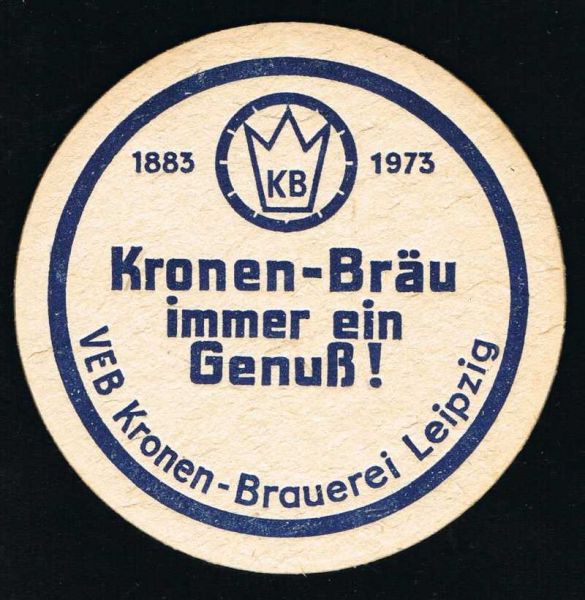 1883 KB 1973
Kronen-Bräu
immer ein
Genuß!
VEB Kronen-Brauerei Leipzig